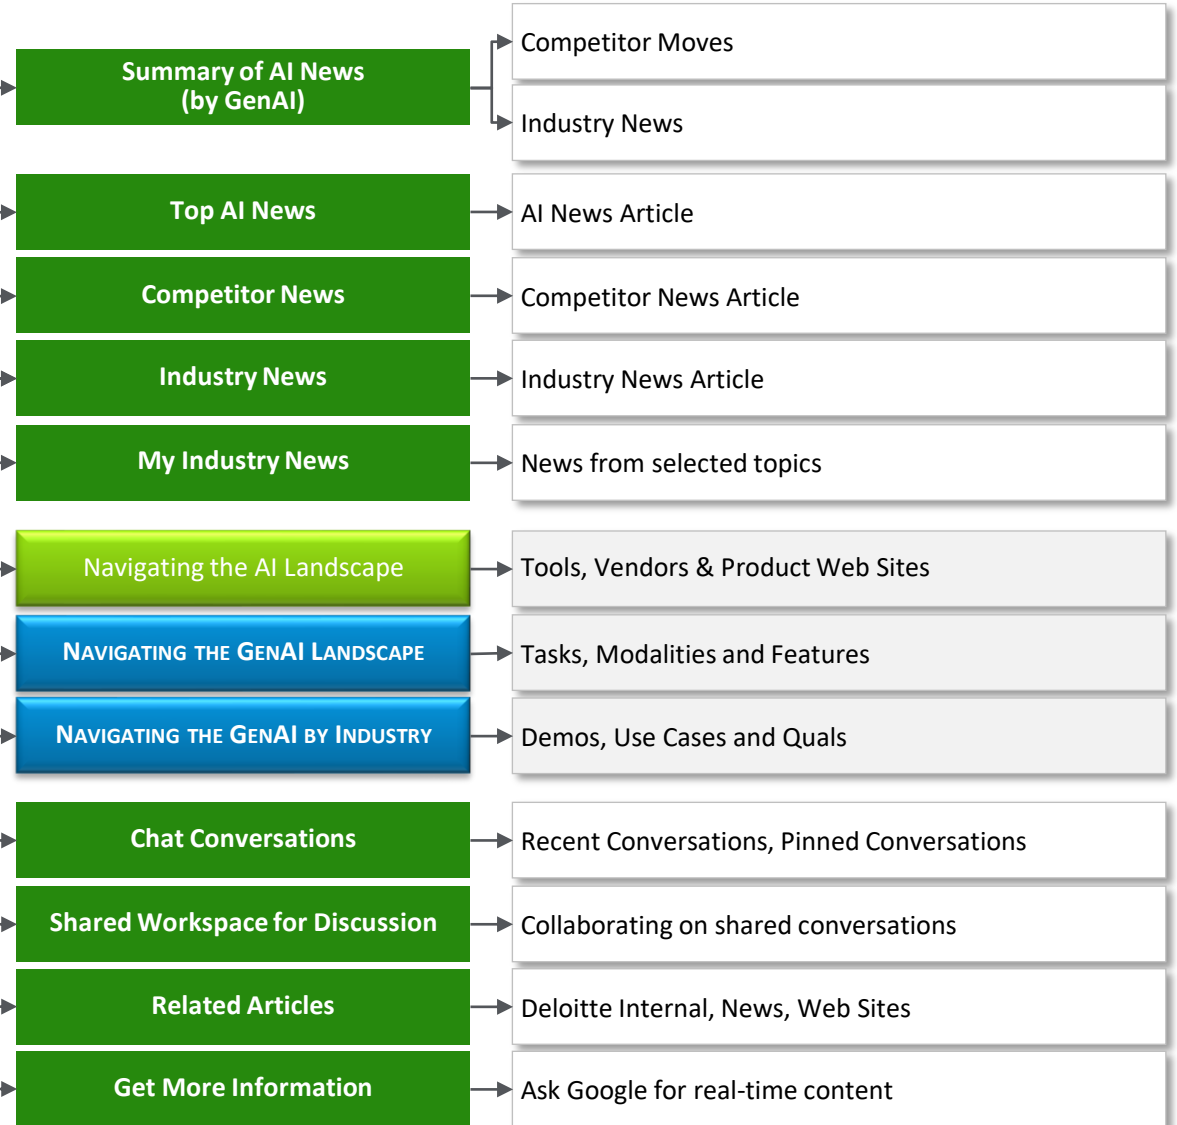 Competitor Moves
Summary of AI News
(by GenAI)
Industry News
Top AI News
AI News Article
Competitor News
Competitor News Article
Industry News
Industry News Article
My Industry News
News from selected topics
Navigating the AI Landscape
Tools, Vendors & Product Web Sites
NAVIGATING THE GENAI LANDSCAPE
Tasks, Modalities and Features
NAVIGATING THE GENAI BY INDUSTRY
Demos, Use Cases and Quals
Chat Conversations
Recent Conversations, Pinned Conversations
Shared Workspace for Discussion
Collaborating on shared conversations
Related Articles
Deloitte Internal, News, Web Sites
Get More Information
Ask Google for real-time content